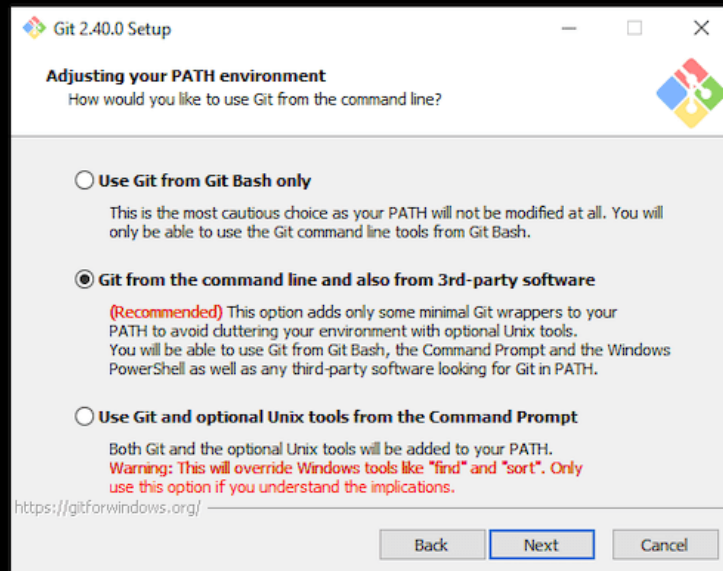 Git 2.40.0 Setup
Adjusting your PATH environment
How would you like to use Git from the command line?
Use Git from Git Bash only
This is the most cautious choice as your PATH will not be modified at all. You will
only be able to use the Git command line tools from Git Bash.
Git from the command line and also from 3rd-party software
(Recommended) This option adds only some minimal Git wrappers to your
PATH to avoid cluttering your environment with optional Unix tools.
You will be able to use Git from Git Bash, the Command Prompt and the Windows
PowerShell as well as any third-party software looking for Git in PATH.
Use Git and optional Unix tools from the Command Prompt
Both Git and the optional Unix tools will be added to your PATH.
Warning: This will override Windows tools like "find" and "sort". Only
use this option if you understand the implications.
https://gitforwindows.org/
Back Next Cancel